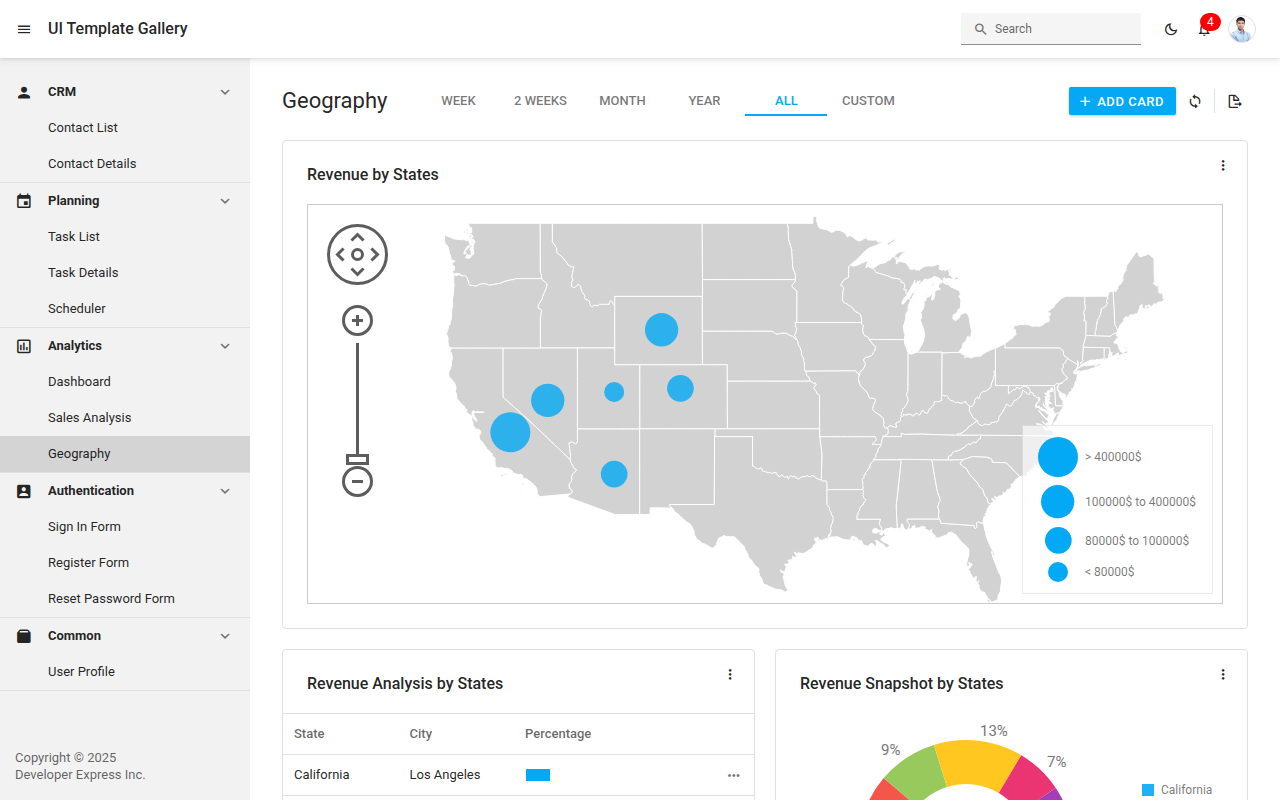 UI Template Gallery
Search
4
CRM
Contact List
Contact Details
Planning
Task List
Task Details
Scheduler
Analytics
Dashboard
Sales Analysis
Geography
Authentication
Sign In Form
Register Form
Reset Password Form
Common
User Profile
Copyright © 2025
Developer Express Inc.
Geography
WEEK
2 WEEKS
MONTH
YEAR
ALL
CUSTOM
ADD CARD
Revenue by States
> 400000$
100000$ to 400000$
80000$ to 100000$
< 80000$
Revenue Analysis by States
State City Percentage
California Los Angeles
Revenue Snapshot by States
13%
9%
7%
California